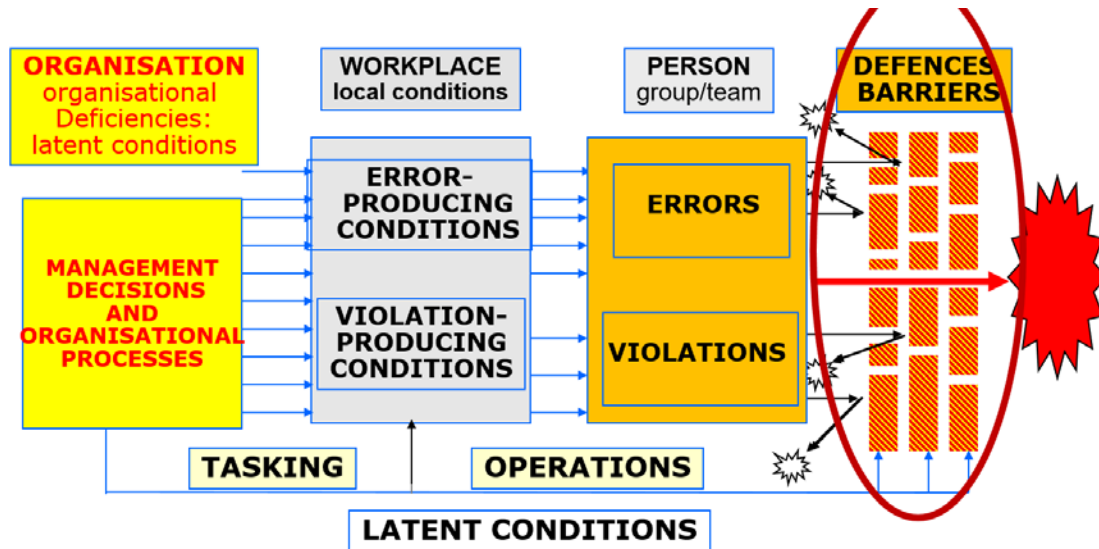 ORGANISATION
organisational
Deficiencies:
latent conditions
WORKPLACE
local conditions
PERSON
group/team
DEFENCES
BARRIERS
MANAGEMENT
DECISIONS
AND
ORGANISATIONAL
PROCESSES
ERROR-
PRODUCING
CONDITIONS
VIOLATION-
PRODUCING
CONDITIONS
ERRORS
VIOLATIONS
TASKING
OPERATIONS
LATENT CONDITIONS